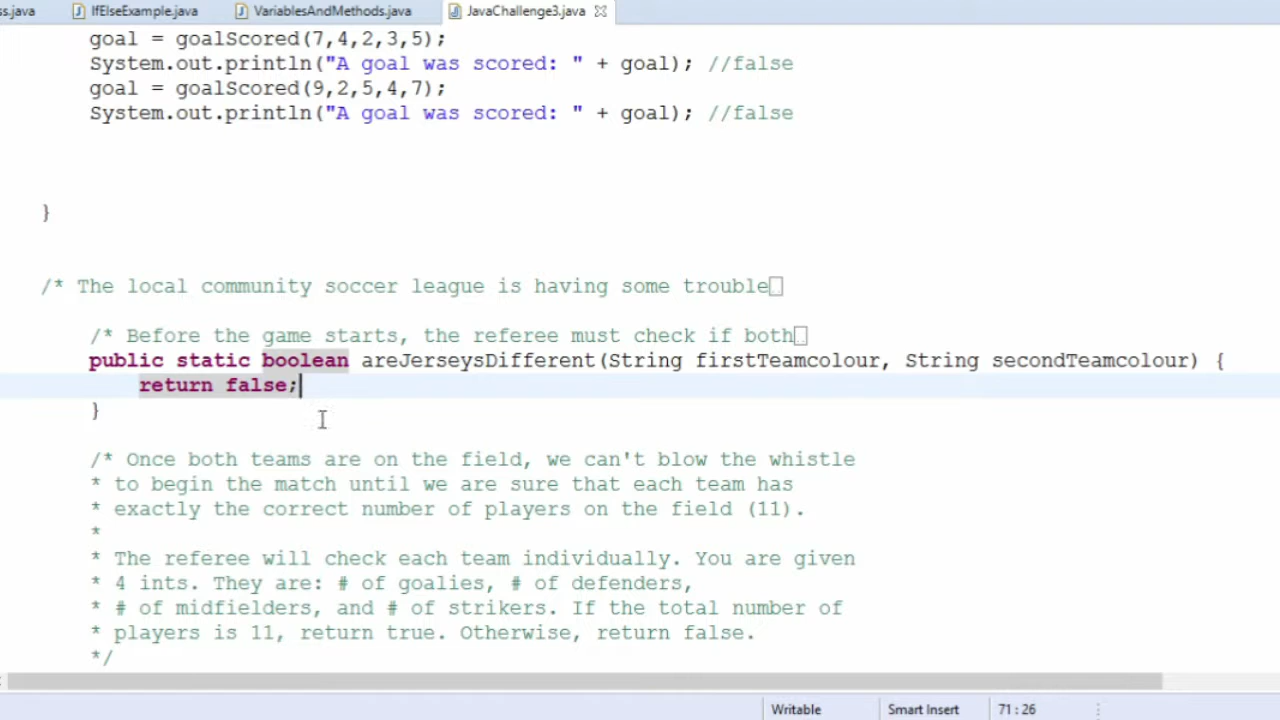 ss.java IfElseExample.java VariablesAndMethods.java JavaChallenge3.java
goal = goalScored(7,4,2,3,5);
System.out.println("A goal was scored: " + goal); //false
goal = goalScored(9,2,5,4,7);
System.out.println("A goal was scored: " + goal); //false
}
/* The local community soccer league is having some trouble
/* Before the game starts, the referee must check if both
public static boolean areJerseysDifferent(String firstTeamcolour, String secondTeamcolour) {
return false;
}
/* Once both teams are on the field, we can't blow the whistle
* to begin the match until we are sure that each team has
* exactly the correct number of players on the field (11).
*
* The referee will check each team individually. You are given
* 4 ints. They are: # of goalies, # of defenders,
* # of midfielders, and # of strikers. If the total number of
* players is 11, return true. Otherwise, return false.
*/
Writable Smart Insert 71 : 26